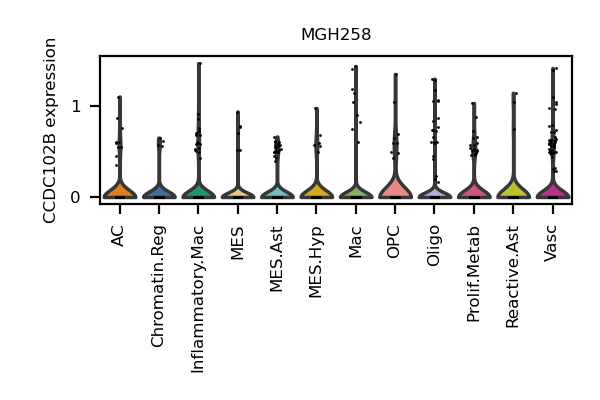 MGH258
CCDC102B expression
1
0
AC
Chromatin.Reg
Inflammatory.Mac
MES
MES.Ast
MES.Hyp
Mac
OPC
Oligo
Prolif.Metab
Reactive.Ast
Vasc